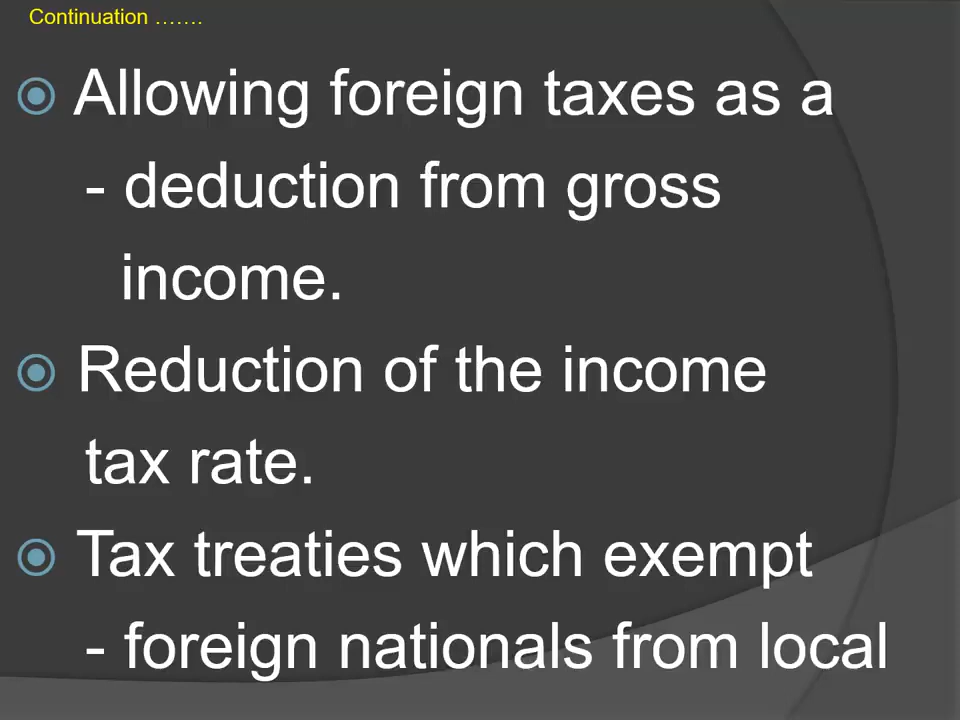 Continuation …….
Allowing foreign taxes as a
- deduction from gross
income.
Reduction of the income
tax rate.
Tax treaties which exempt
- foreign nationals from local